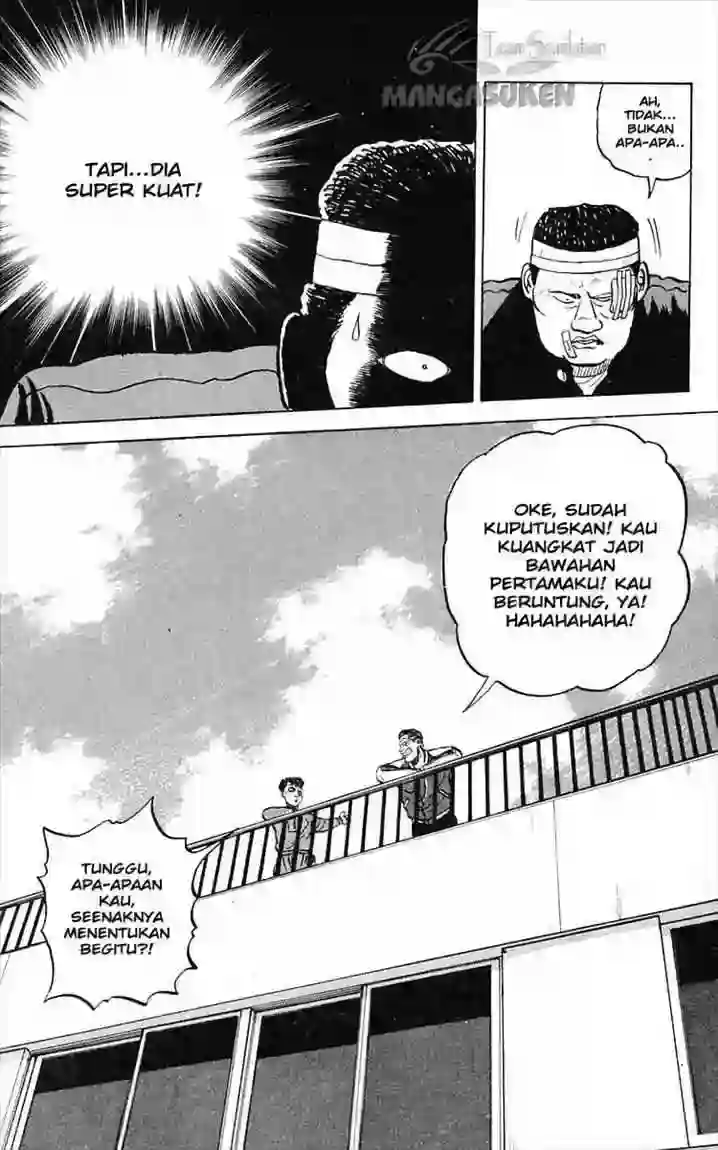 Team Scanlation
MANGASUKEN
TAPI...DIA
SUPER KUAT!
AH,
TIDAK...
BUKAN
APA-APA..
.
OKE, SUDAH
KUPUTUSKAN! KAU
KUANGKAT JADI
BAWAHAN
PERTAMAKU! KAU
BERUNTUNG, YA!
HAHAHAHAHA!
TUNGGU,
APA-APAAN
KAU,
SEENAKNYA
MENENTUKAN
BEGITU?!